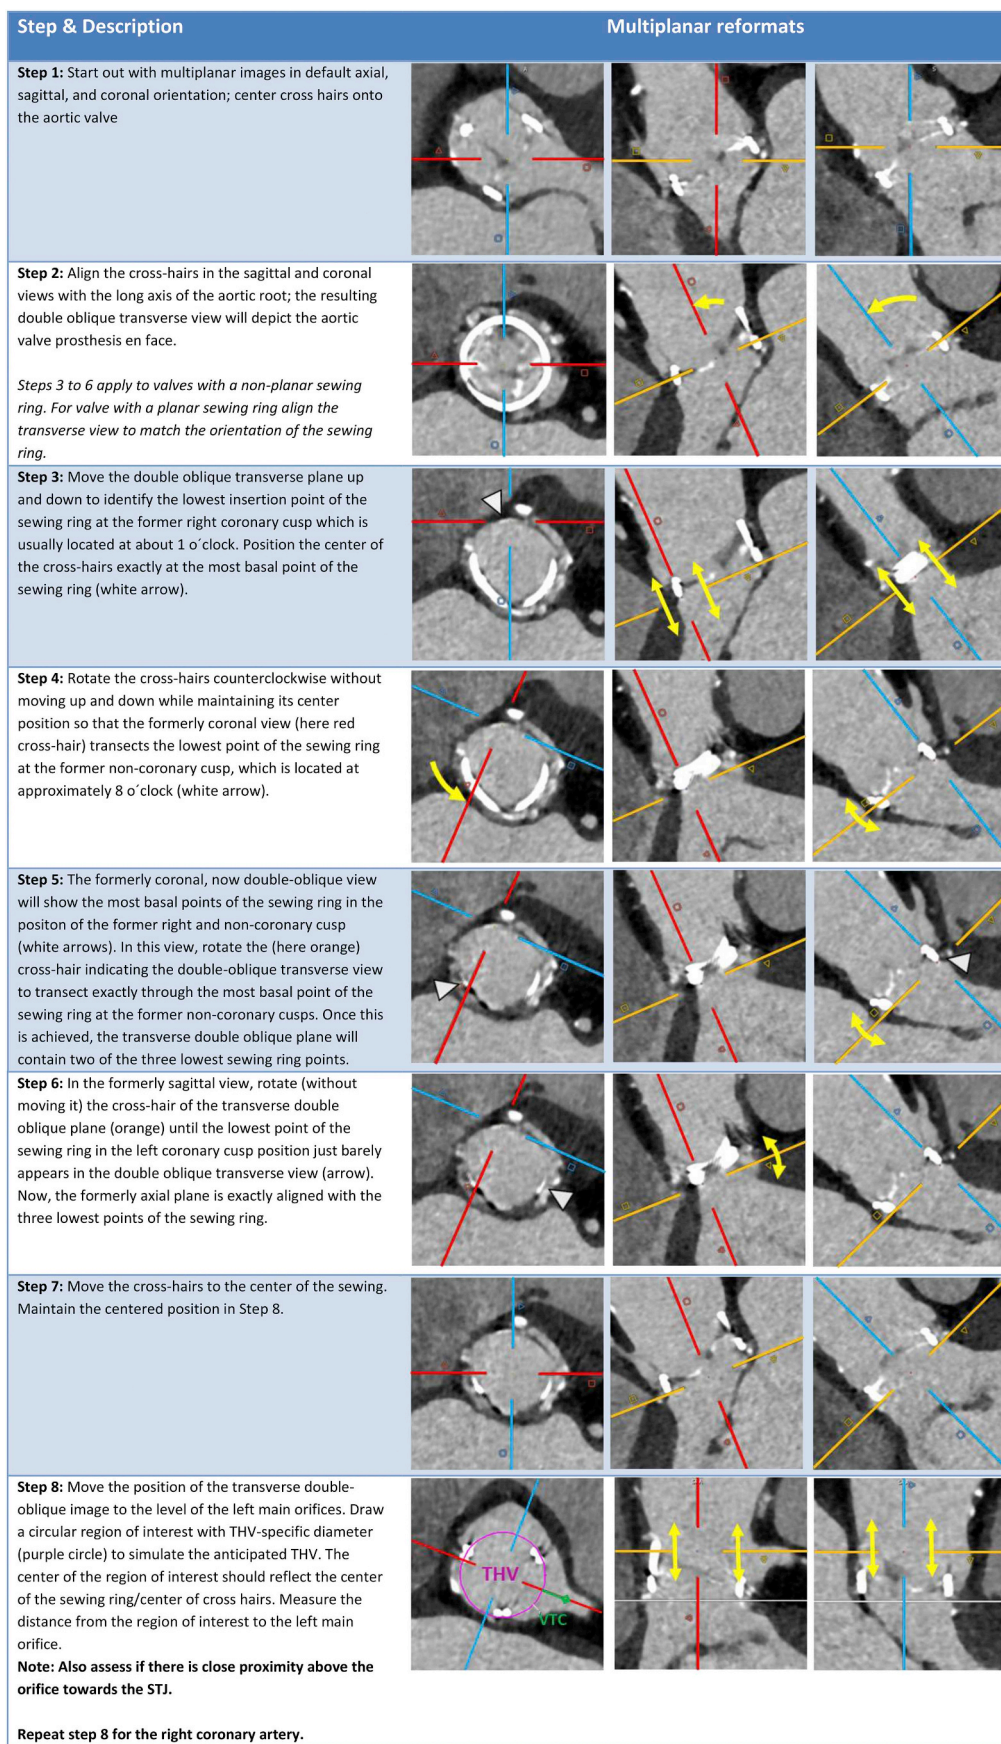 Step & Description
Multiplanar reformats
Step 1: Start out with multiplanar images in default axial,
sagittal, and coronal orientation; center cross hairs onto
the aortic valve
Step 2: Align the cross-hairs in the sagittal and coronal
views with the long axis of the aortic root; the resulting
double oblique transverse view will depict the aortic
valve prosthesis en face.
Steps 3 to 6 apply to valves with a non-planar sewing
ring. For valve with a planar sewing ring align the
transverse view to match the orientation of the sewing
ring.
Step 3: Move the double oblique transverse plane up
and down to identify the lowest insertion point of the
sewing ring at the former right coronary cusp which is
usually located at about 1 o´clock. Position the center of
the cross-hairs exactly at the most basal point of the
sewing ring (white arrow).
Step 4: Rotate the cross-hairs counterclockwise without
moving up and down while maintaining its center
position so that the formerly coronal view (here red
cross-hair) transects the lowest point of the sewing ring
at the former non-coronary cusp, which is located at
approximately 8 o´clock (white arrow).
Step 5: The formerly coronal, now double-oblique view
will show the most basal points of the sewing ring in the
positon of the former right and non-coronary cusp
(white arrows). In this view, rotate the (here orange)
cross-hair indicating the double-oblique transverse view
to transect exactly through the most basal point of the
sewing ring at the former non-coronary cusps. Once this
is achieved, the transverse double oblique plane will
contain two of the three lowest sewing ring points.
Step 6: In the formerly sagittal view, rotate (without
moving it) the cross-hair of the transverse double
oblique plane (orange) until the lowest point of the
sewing ring in the left coronary cusp position just barely
appears in the double oblique transverse view (arrow).
Now, the formerly axial plane is exactly aligned with the
three lowest points of the sewing ring.
Step 7: Move the cross-hairs to the center of the sewing.
Maintain the centered position in Step 8.
Step 8: Move the position of the transverse double-
oblique image to the level of the left main orifices. Draw
a circular region of interest with THV-specific diameter
(purple circle) to simulate the anticipated THV. The
center of the region of interest should reflect the center
of the sewing ring/center of cross hairs. Measure the
distance from the region of interest to the left main
orifice.
Note: Also assess if there is close proximity above the
orifice towards the STJ.
Repeat step 8 for the right coronary artery.
THV
VTC